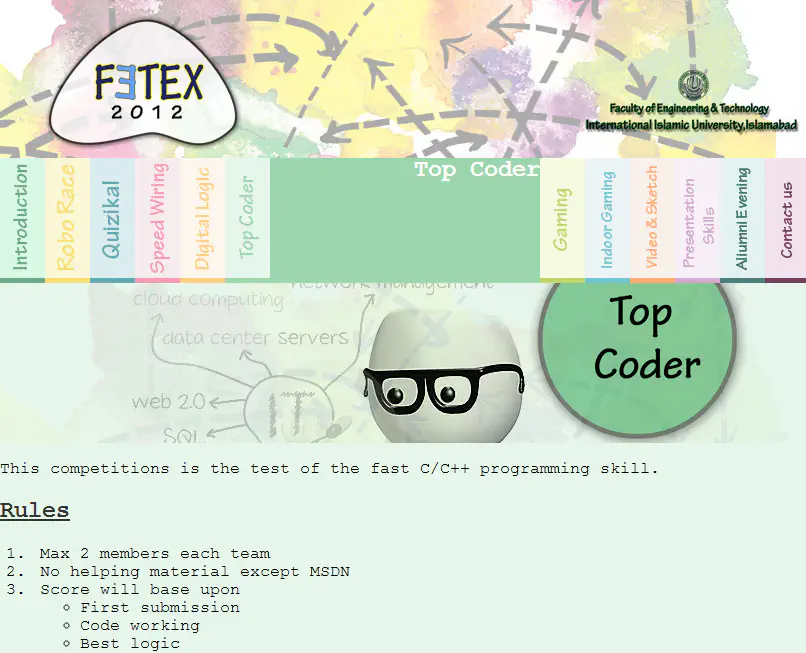 FETEX
2012
Faculty of Engineering & Technology
International Islamic University,Islamabad
Introduction
Robo Race
Quizikal
Speed Wiring
Digital Logic
Top Coder
Top Coder
Gaming
Indoor Gaming
Video & Sketch
Presentation
Skills
Allumni Evening
Contact us
network management
cloud computing
data center servers
web 2.0
IT
SQL
Top
Coder
This competitions is the test of the fast C/C++ programming skill.
Rules
1. Max 2 members each team
2. No helping material except MSDN
3. Score will base upon
First submission
Code working
Best logic